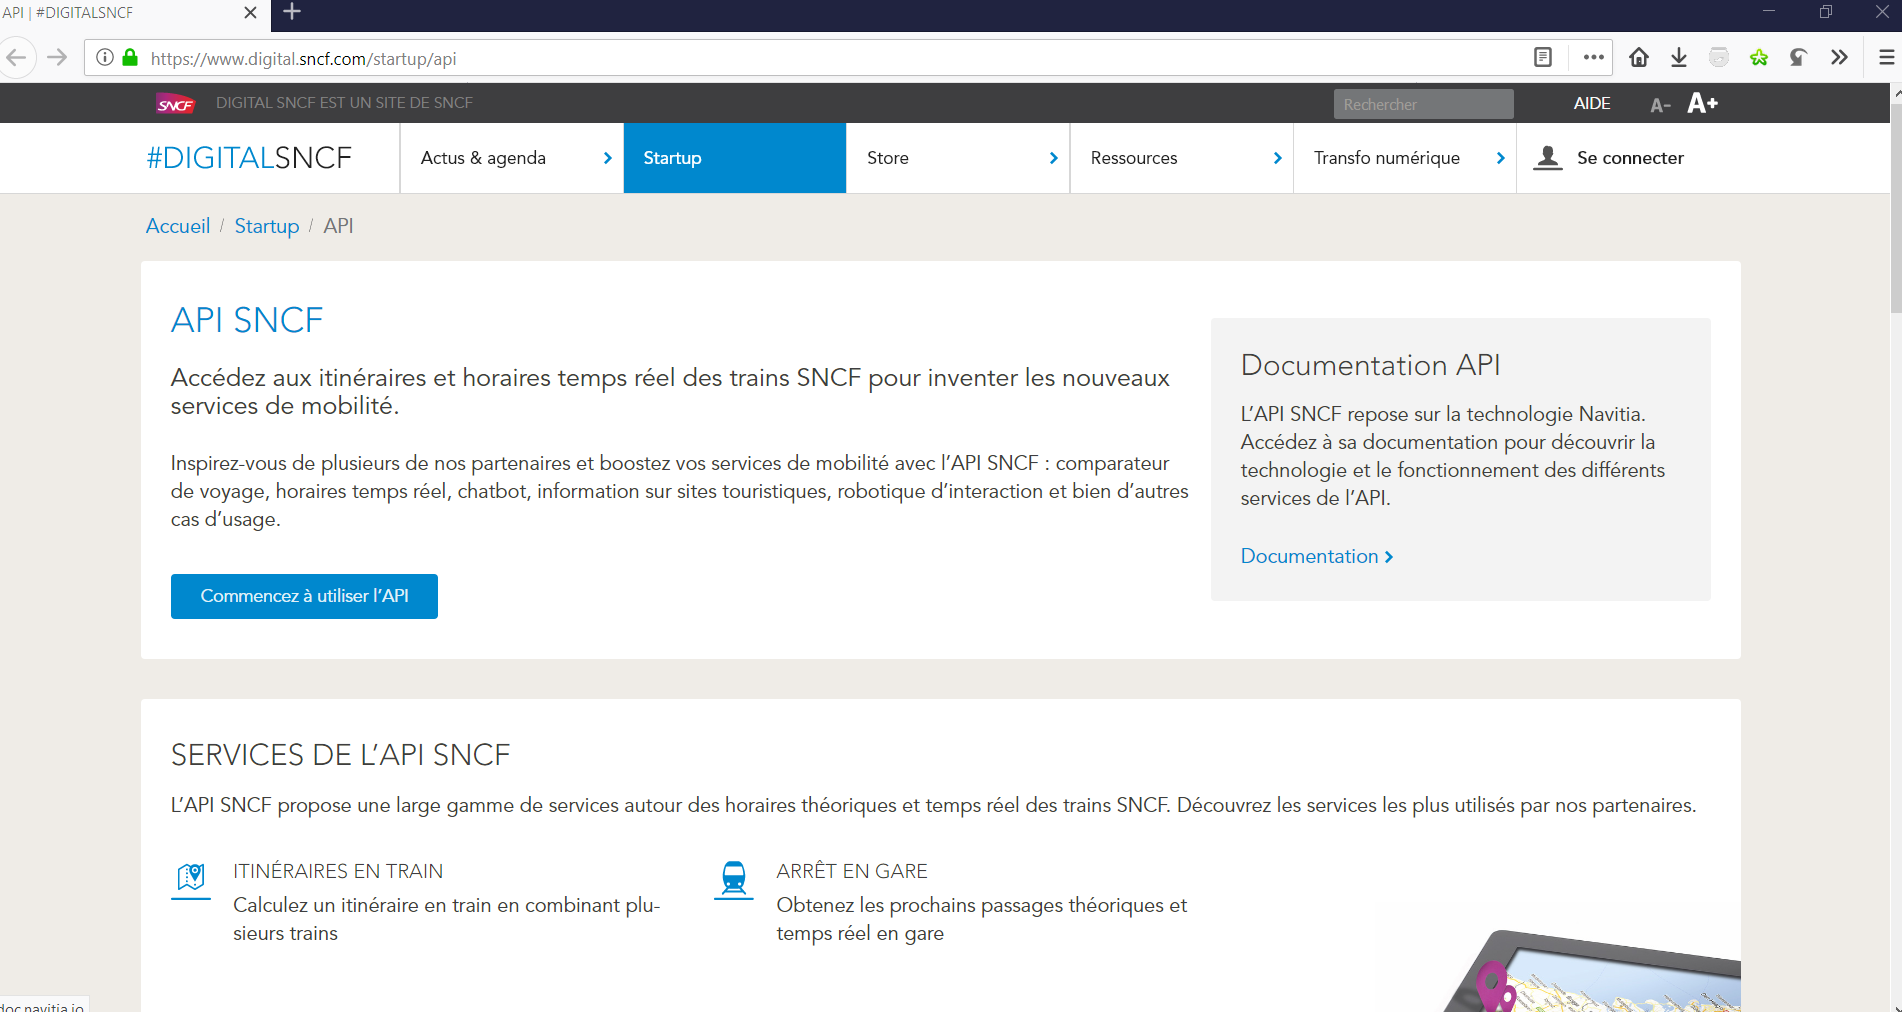 API | #DIGITALSNCF
https://www.digital.sncf.com/startup/api
SNCF
DIGITAL SNCF EST UN SITE DE SNCF
Rechercher
AIDE
A-
A+
#DIGITALSNCF
Actus & agenda
Startup
Store
Ressources
Transfo numérique
Se connecter
Accueil / Startup / API
API SNCF
Accédez aux itinéraires et horaires temps réel des trains SNCF pour inventer les nouveaux
services de mobilité.
Inspirez-vous de plusieurs de nos partenaires et boostez vos services de mobilité avec l'API SNCF : comparateur
de voyage, horaires temps réel, chatbot, information sur sites touristiques, robotique d'interaction et bien d'autres
cas d'usage.
Commencez à utiliser l'API
Documentation API
L'API SNCF repose sur la technologie Navitia.
Accédez à sa documentation pour découvrir la
technologie et le fonctionnement des différents
services de l'API.
Documentation
SERVICES DE L'API SNCF
L'API SNCF propose une large gamme de services autour des horaires théoriques et temps réel des trains SNCF. Découvrez les services les plus utilisés par nos partenaires.
ITINÉRAIRES EN TRAIN
Calculez un itinéraire en train en combinant plu-
sieurs trains
ARRÊT EN GARE
Obtenez les prochains passages théoriques et
temps réel en gare
doc.navitia.io